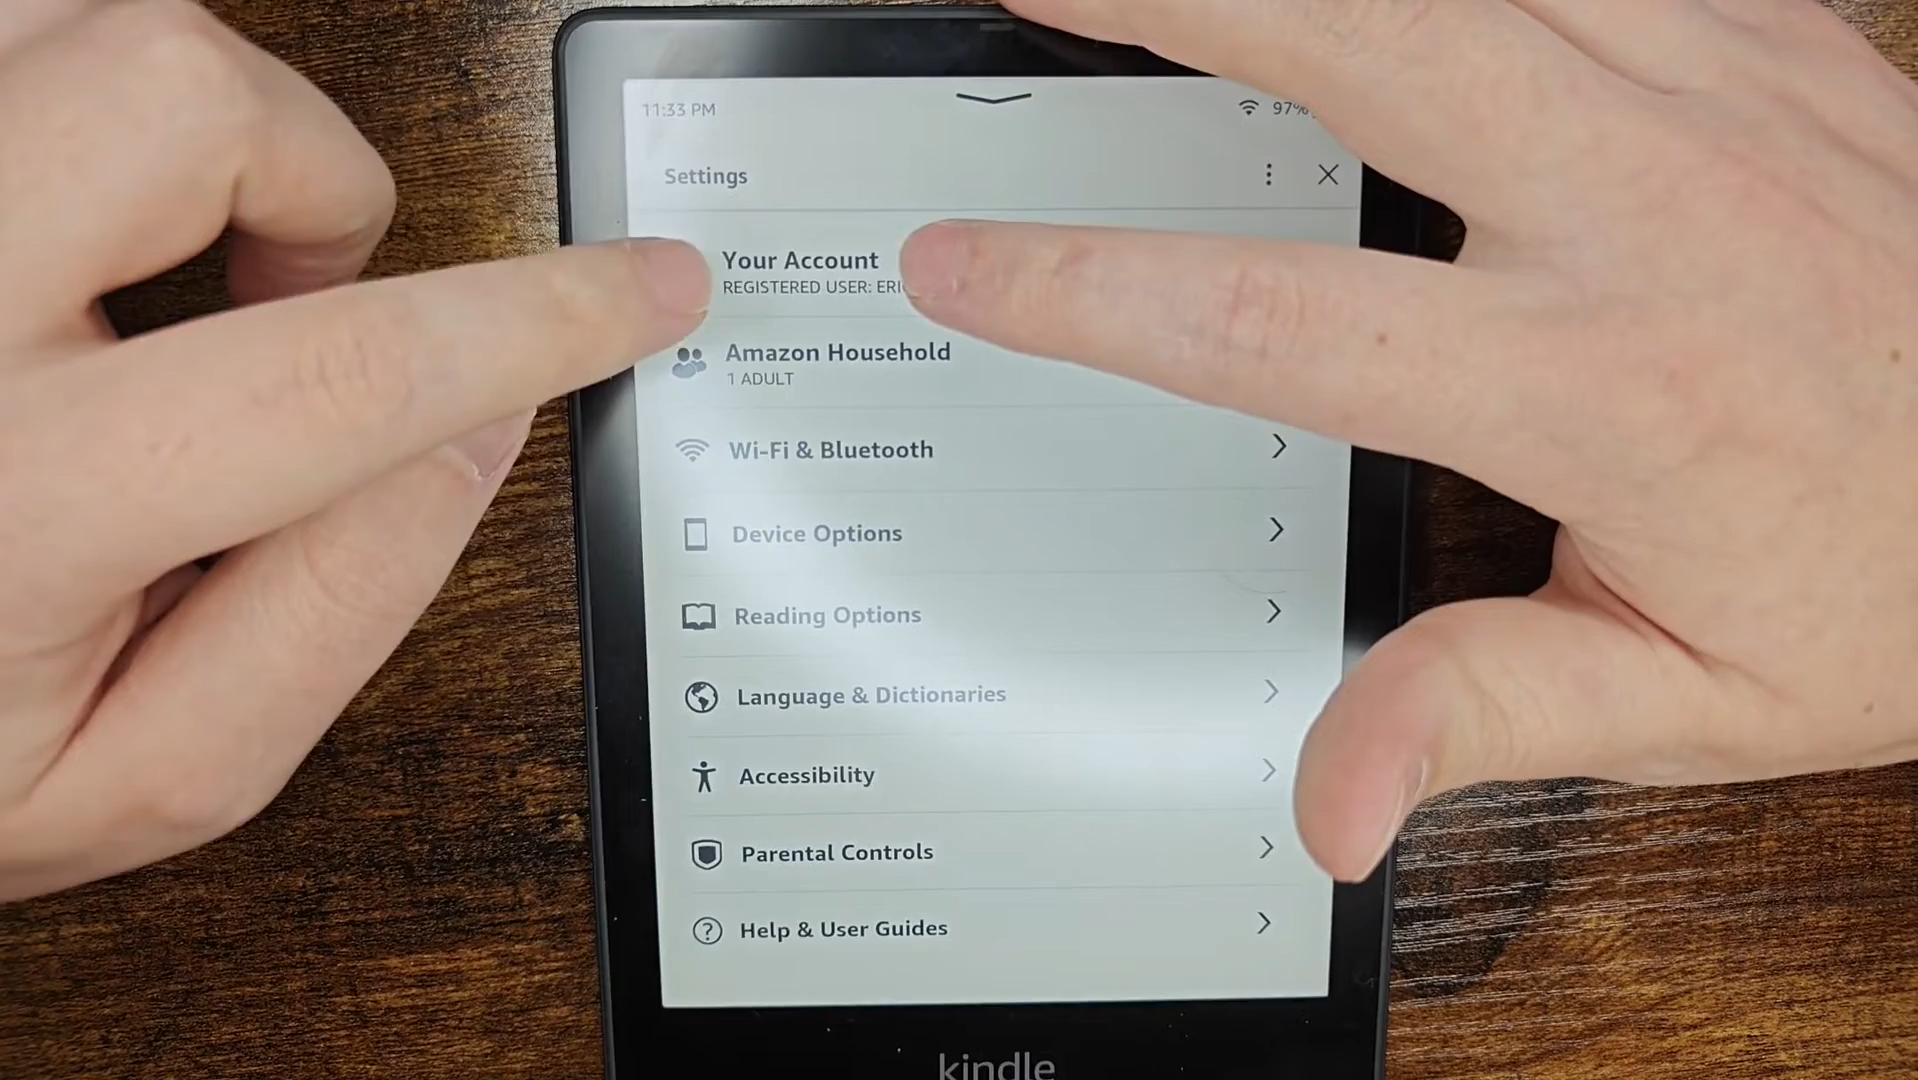 11:33 PM 97%
Settings
Your Account
REGISTERED USER:
Amazon Household
1 ADULT
Wi-Fi & Bluetooth
Device Options
Reading Options
Language & Dictionaries
Accessibility
Parental Controls
Help & User Guides
kindle